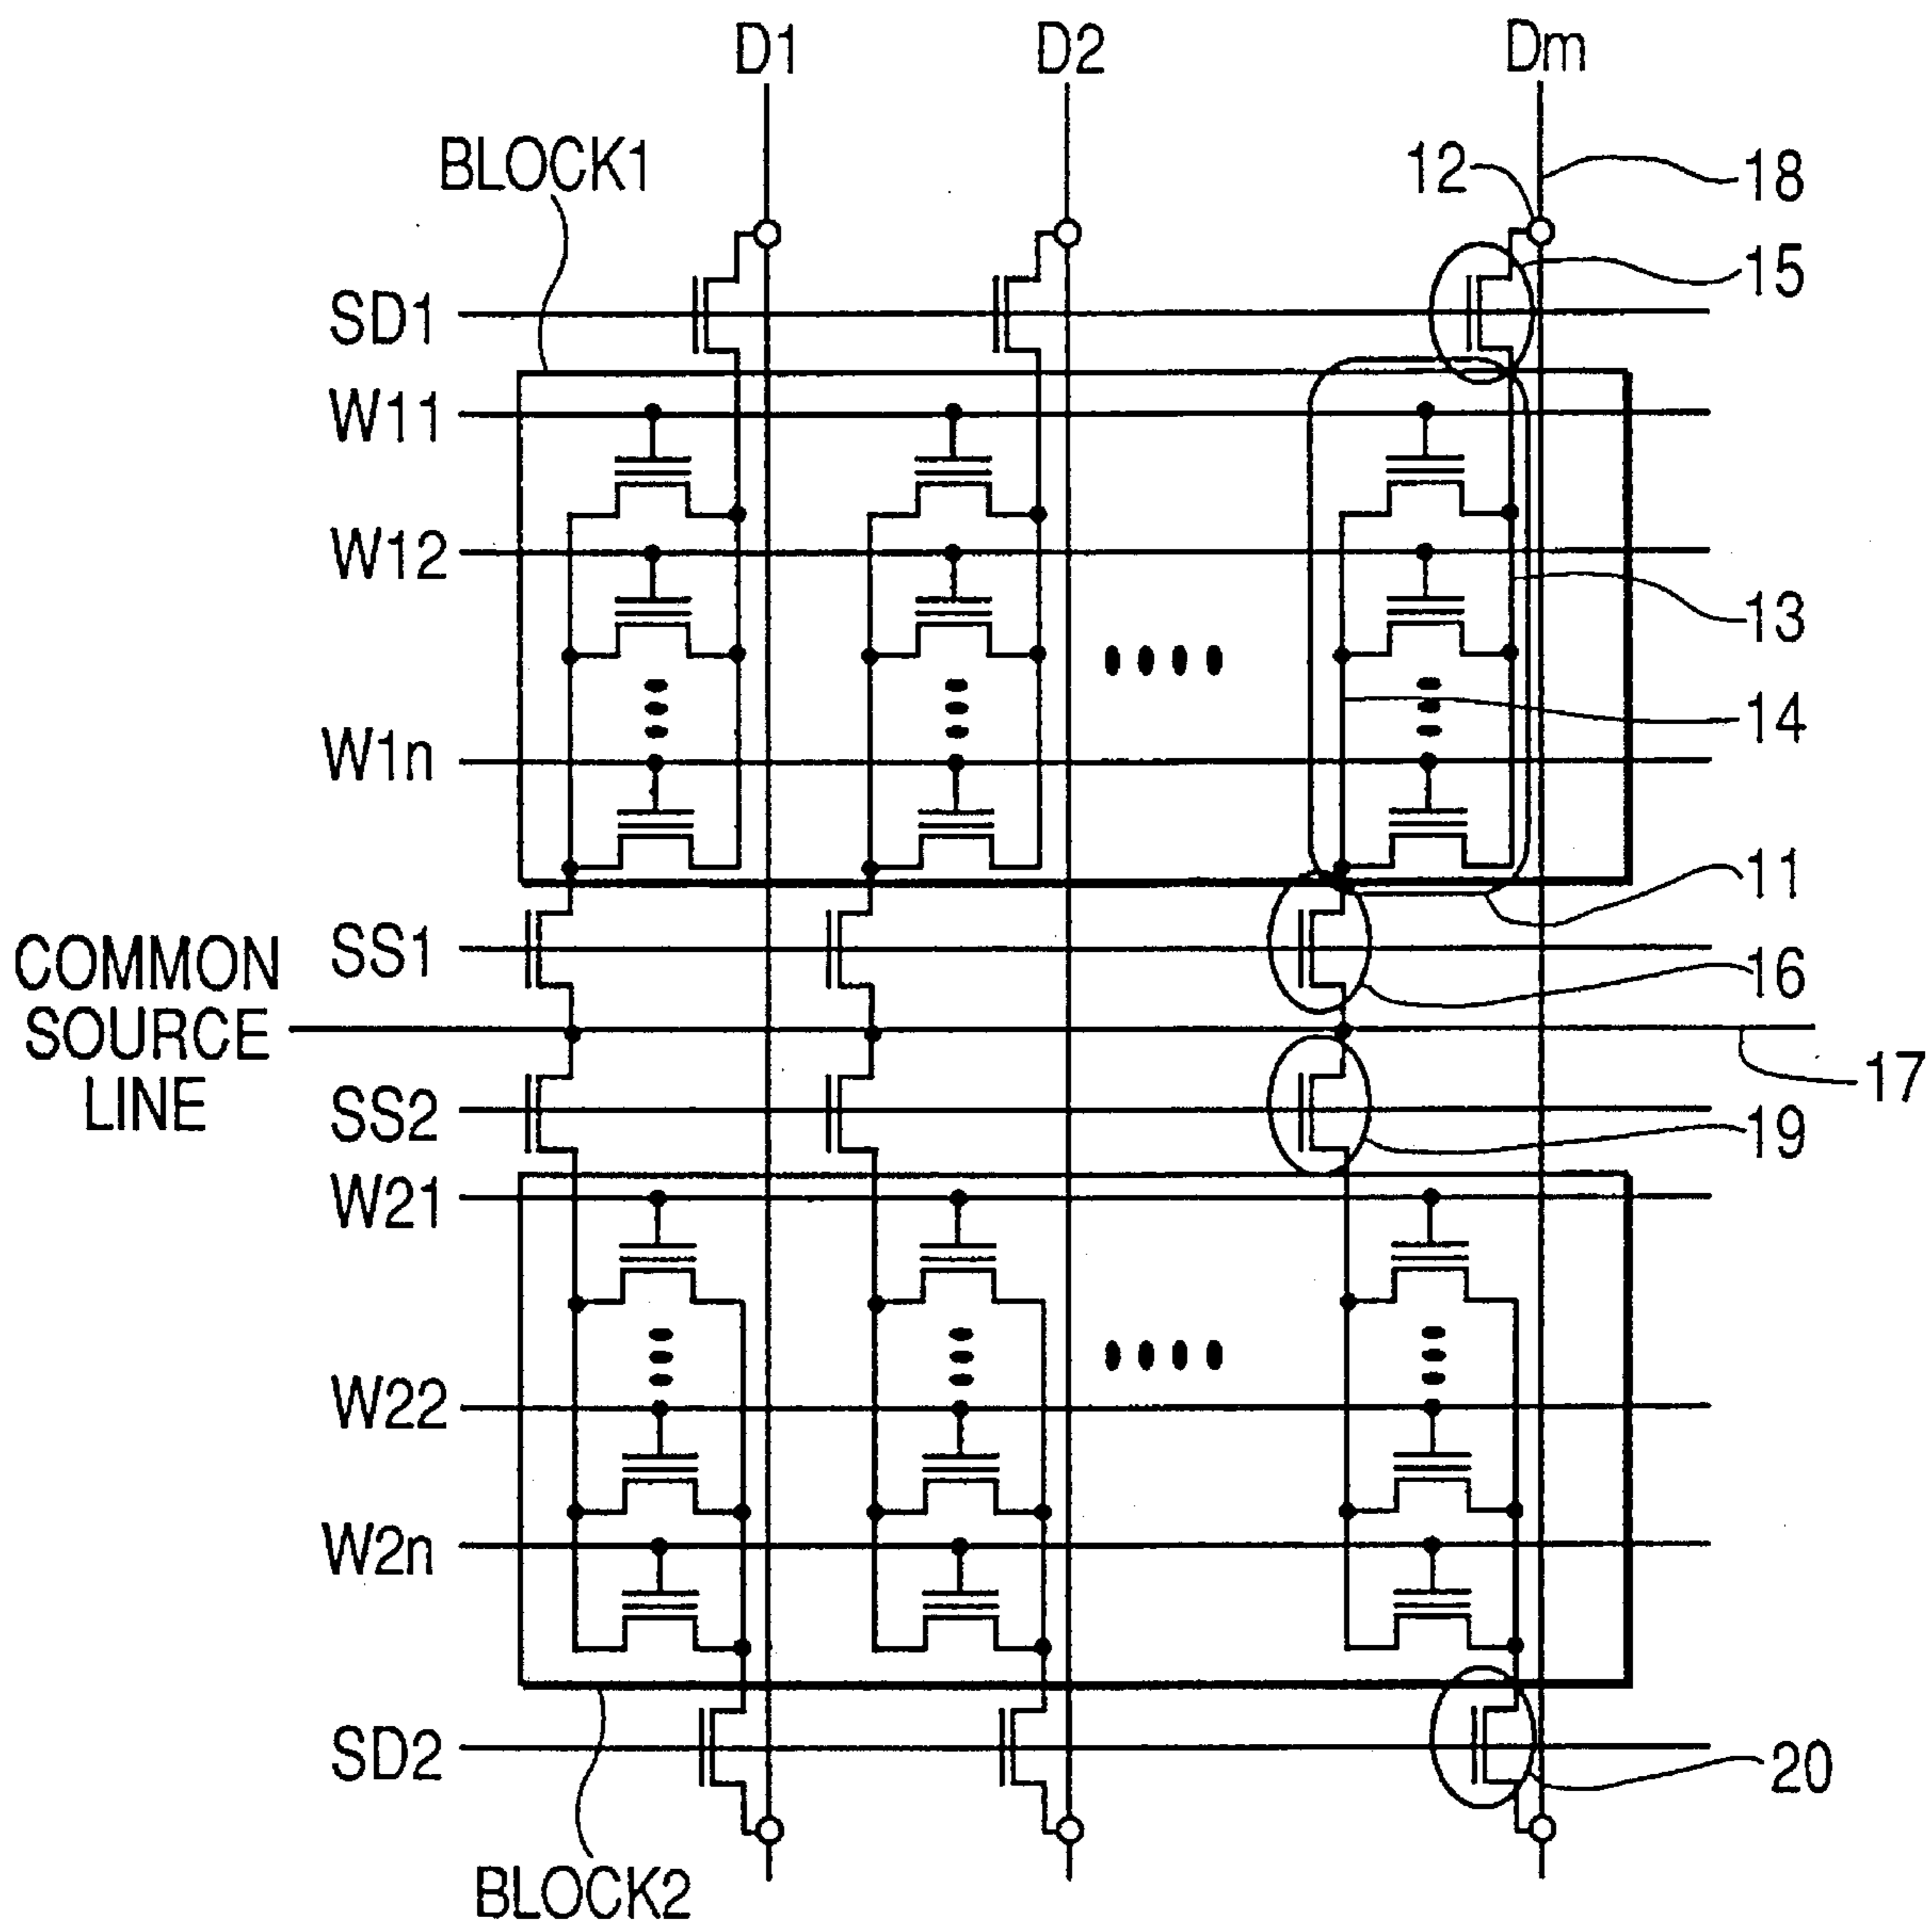 D1
D2
Dm
BLOCK1
12
18
15
SD1
W11
W12
13
14
W1n
11
SS1
16
COMMON
SOURCE
LINE
17
SS2
19
W21
W22
W2n
SD2
20
BLOCK2